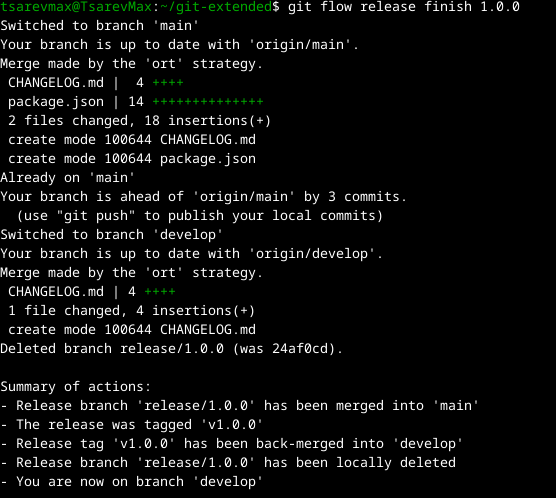 tsarevmax@TsarevMax:~/git-extended$ git flow release finish 1.0.0
Switched to branch 'main'
Your branch is up to date with 'origin/main'.
Merge made by the 'ort' strategy.
 CHANGELOG.md |  4 ++++
 package.json | 14 ++++++++++++++
 2 files changed, 18 insertions(+)
 create mode 100644 CHANGELOG.md
 create mode 100644 package.json
Already on 'main'
Your branch is ahead of 'origin/main' by 3 commits.
  (use "git push" to publish your local commits)
Switched to branch 'develop'
Your branch is up to date with 'origin/develop'.
Merge made by the 'ort' strategy.
 CHANGELOG.md | 4 ++++
 1 file changed, 4 insertions(+)
 create mode 100644 CHANGELOG.md
Deleted branch release/1.0.0 (was 24af0cd).

Summary of actions:
- Release branch 'release/1.0.0' has been merged into 'main'
- The release was tagged 'v1.0.0'
- Release tag 'v1.0.0' has been back-merged into 'develop'
- Release branch 'release/1.0.0' has been locally deleted
- You are now on branch 'develop'